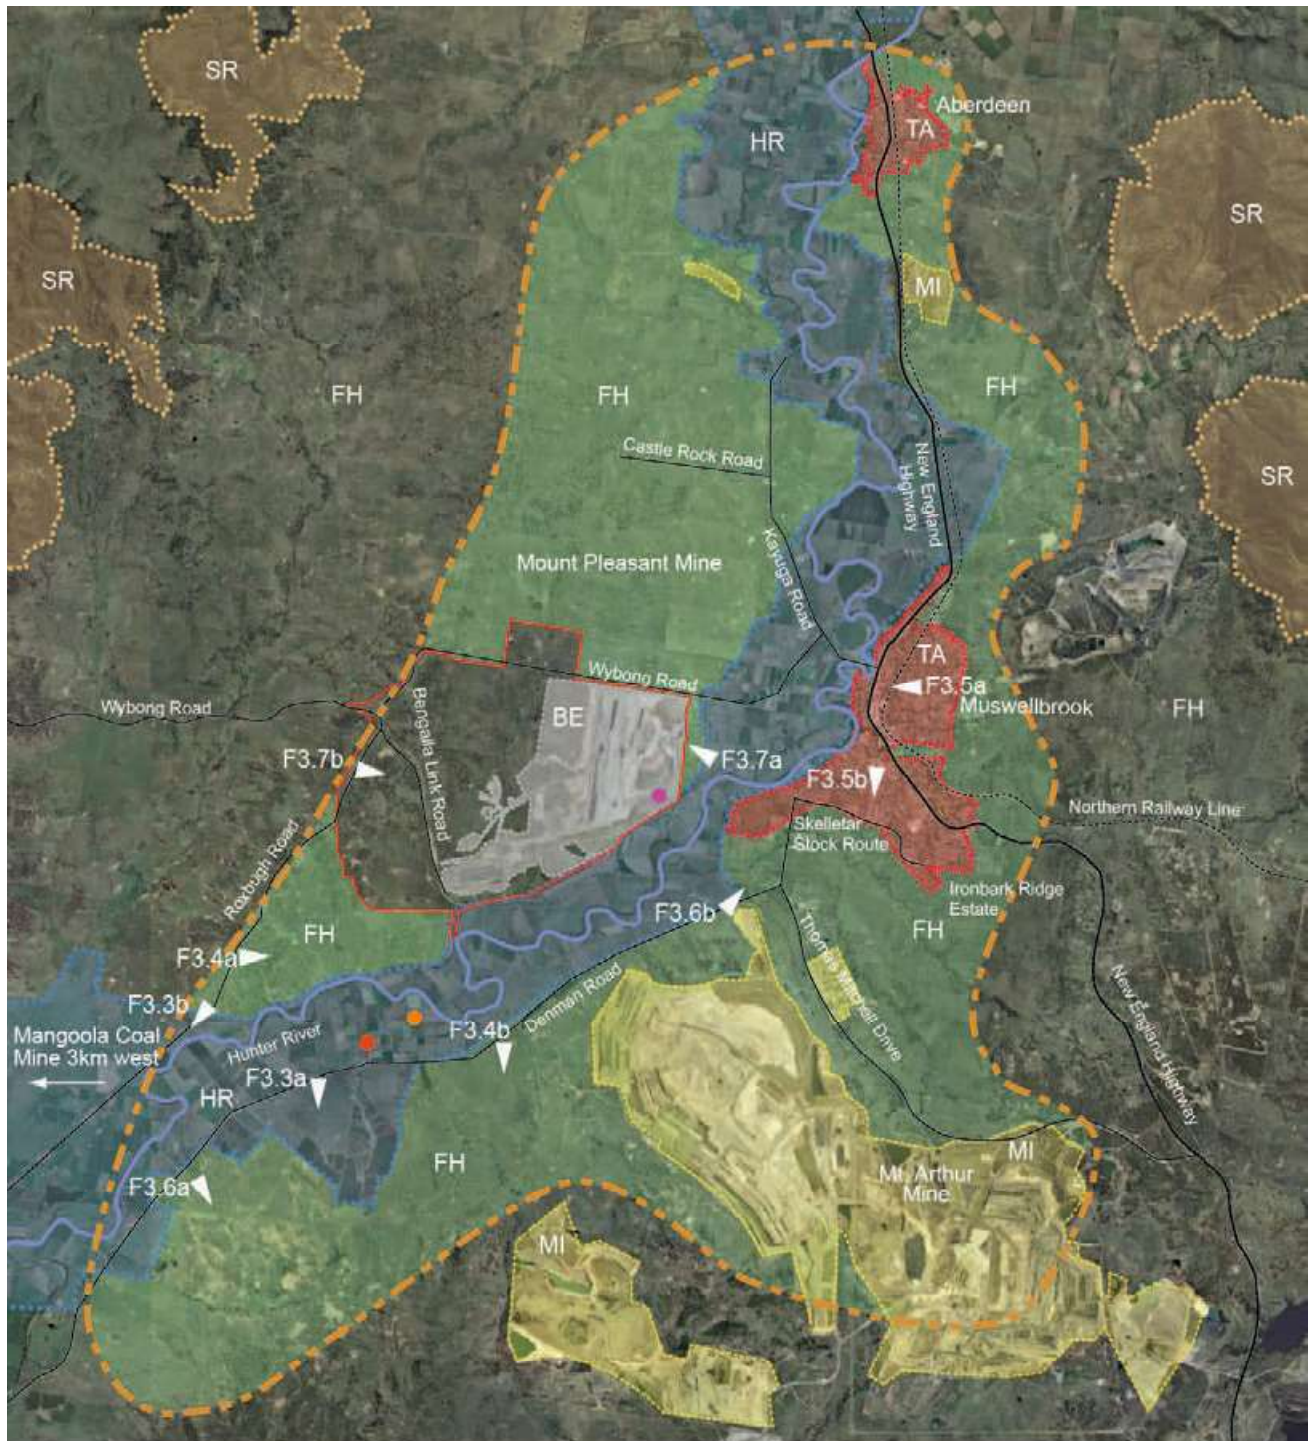 SR
Aberdeen
TA
HR
SR
SR
MI
FH
FH
FH
Castle Rock Road
New England
Highway
SR
Mount Pleasant Mine
Kayuga Road
TA
Wybong Road
F3.5a
Muswellbrook
Wybong Road
FH
BE
Bengalla Link Road
F3.7b
F3.7a
F3.5b
Northern Railway Line
Skelletar
Stock Route
Roxbugh Road
Ironbark Ridge
Estate
F3.6b
FH
FH
F3.4a
Thomas Mitchell Drive
Denman Road
New England Highway
F3.3b
Mangoola Coal
Mine 3km west
Hunter River
F3.4b
F3.3a
HR
FH
MI
Mt. Arthur
Mine
F3.6a
MI